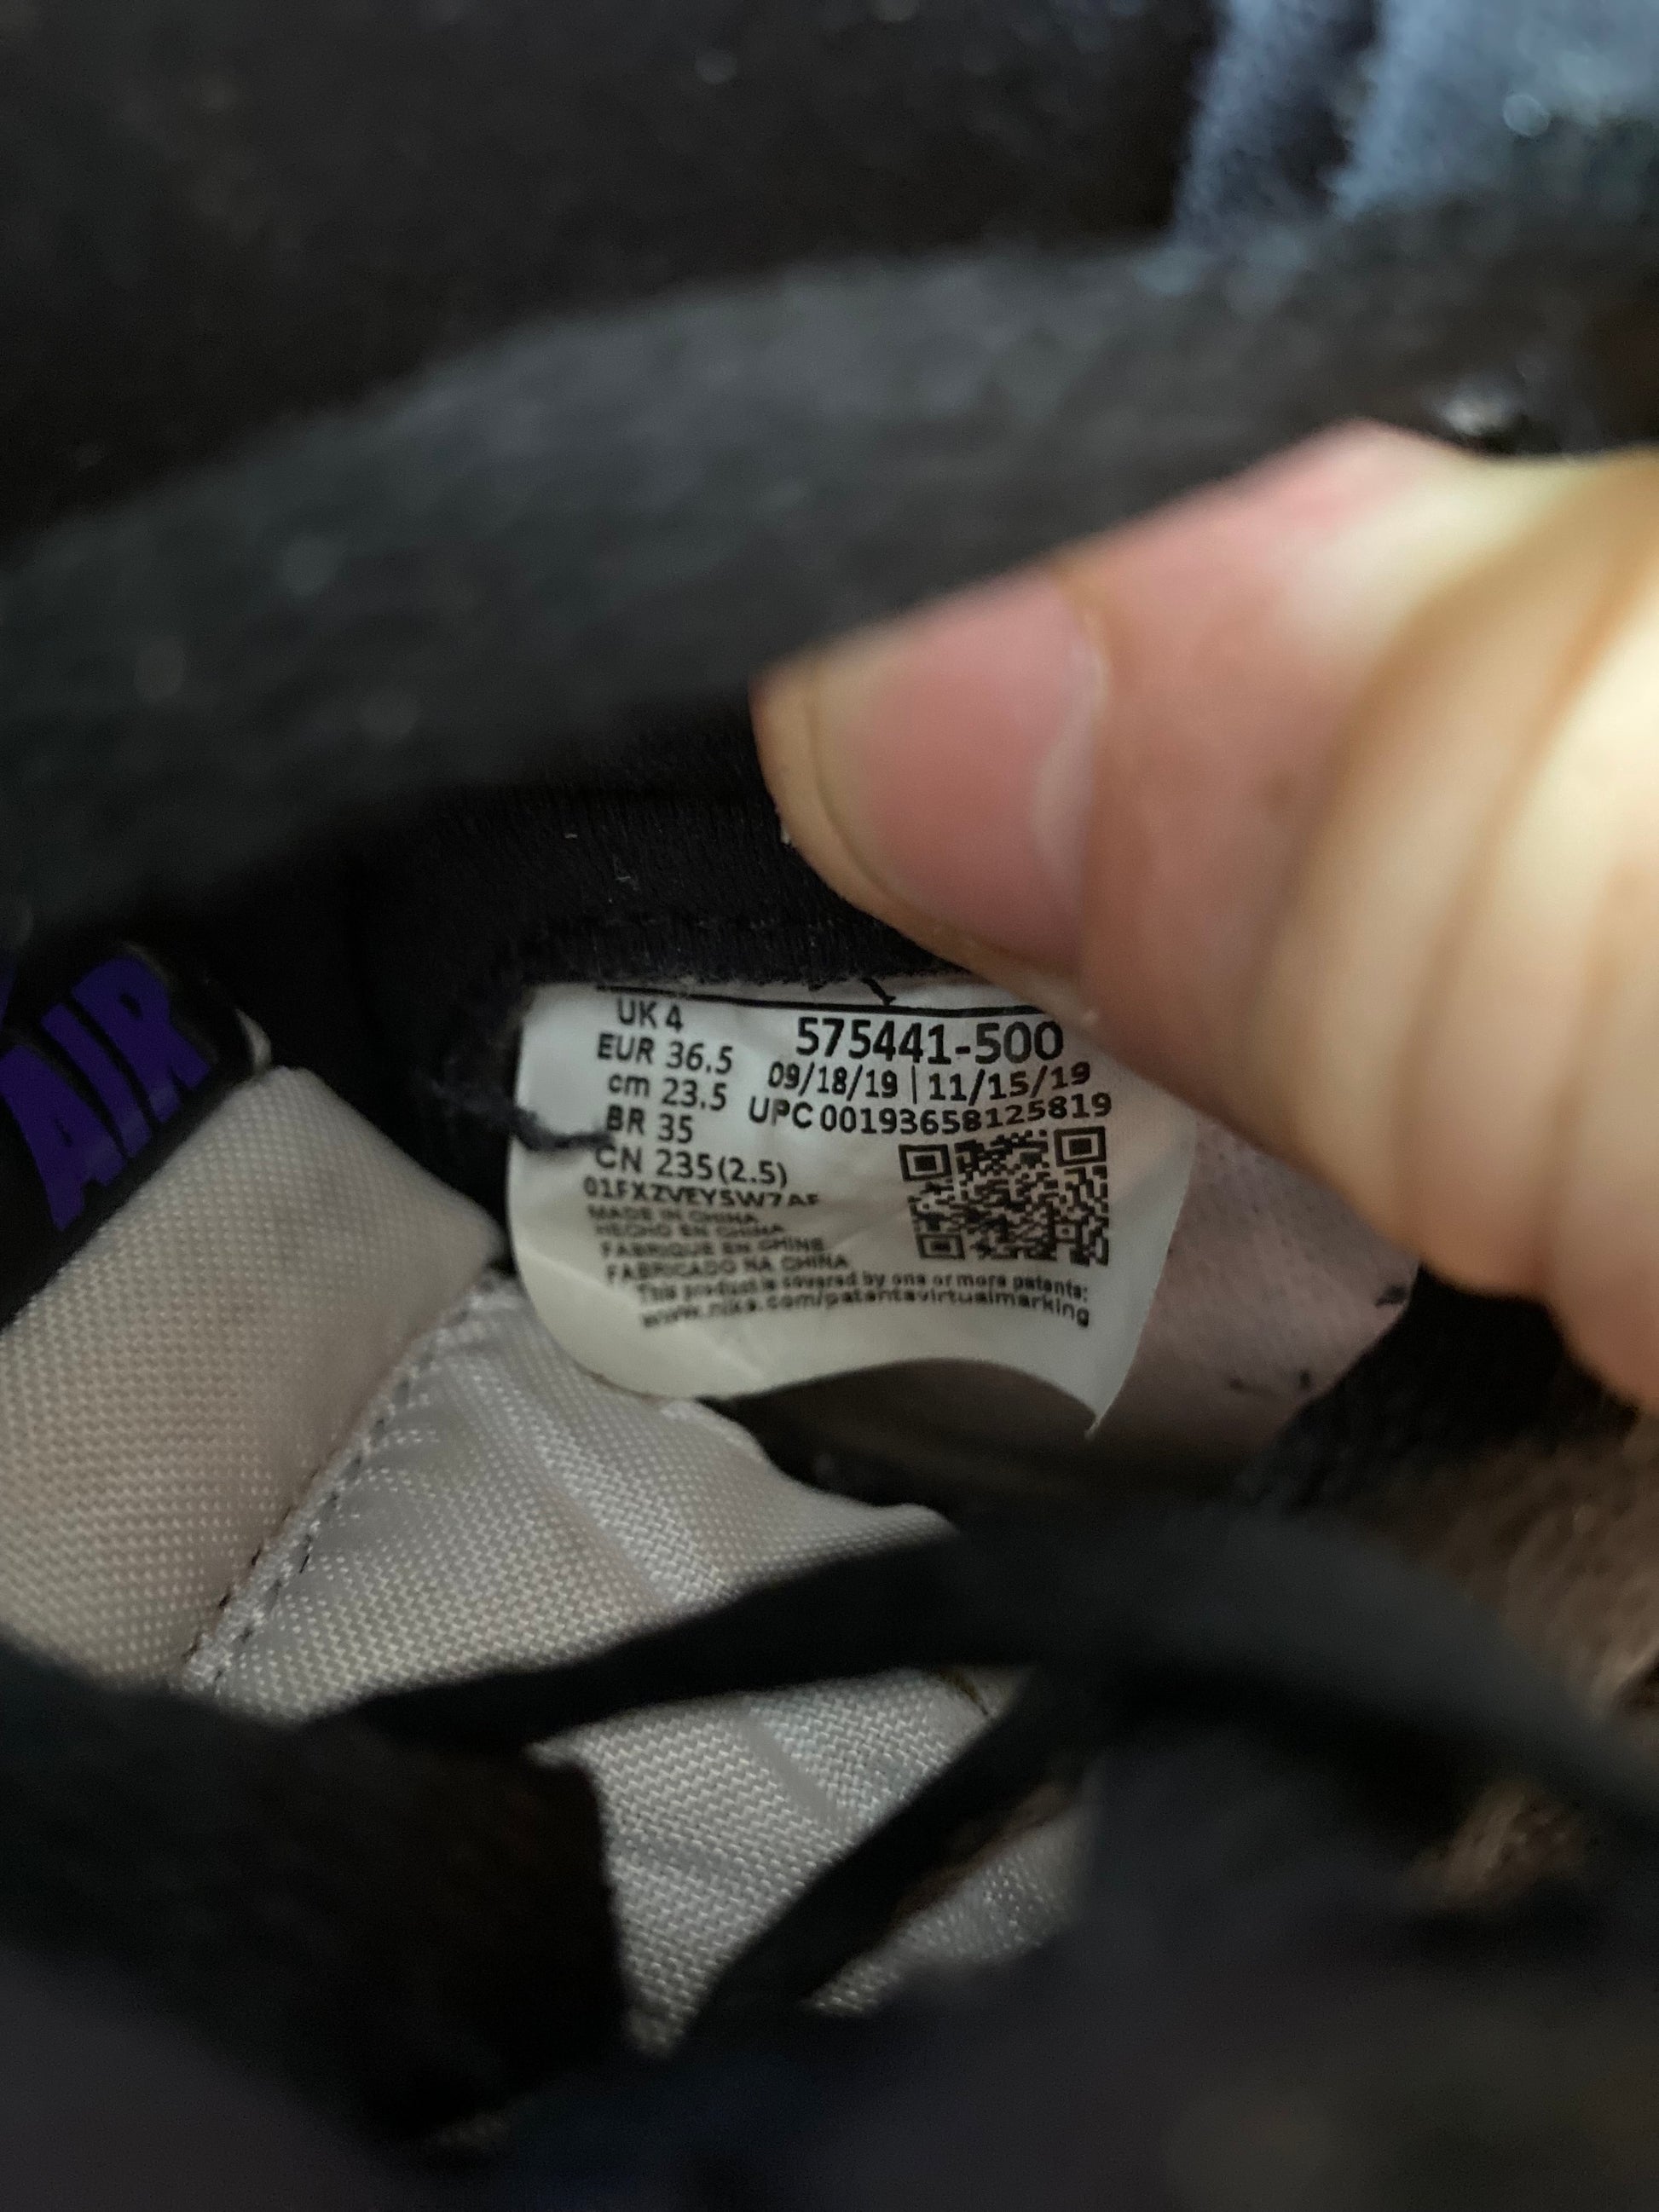 AIR
UK 4
EUR 36.5
cm 23.5
BR 35
CN 235(2.5)
01FXZVEYSW7AF
MADE IN CHINA
HECHO EN CHINA
FABRIQUE EN CHINE
FABRICADO NA CHINA
575441-500
09/18/19 | 11/15/19
UPC 00193658125819
This product is covered by one or more patents:
www.nike.com/patentavirtualmarking